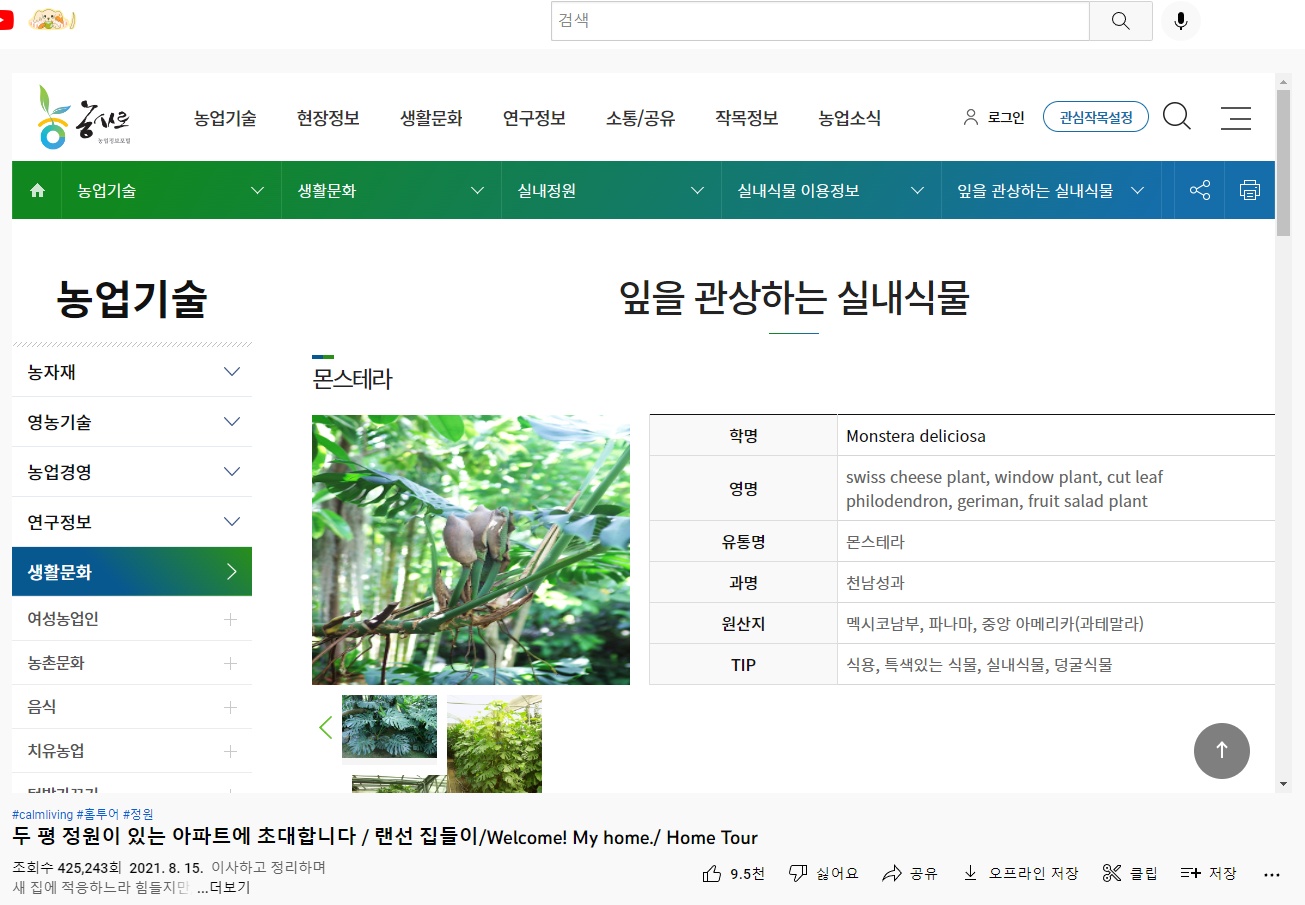 검색
농사로
농업기술 현장정보 생활문화 연구정보 소통/공유 작목정보 농업소식 로그인 관심작목설정
농업기술 생활문화 실내정원 실내식물 이용정보 잎을 관상하는 실내식물
농업기술
농자재
영농기술
농업경영
연구정보
생활문화
여성농업인
농촌문화
음식
치유농업
잎을 관상하는 실내식물
몬스테라
학명 Monstera deliciosa
영명 swiss cheese plant, window plant, cut leaf
philodendron, geriman, fruit salad plant
유통명 몬스테라
과명 천남성과
원산지 멕시코남부, 파나마, 중앙 아메리카(과테말라)
TIP 식용, 특색있는 식물, 실내식물, 덩굴식물
#calmliving #홈투어 #정원
두 평 정원이 있는 아파트에 초대합니다 / 랜선 집들이/Welcome! My home./ Home Tour
조회수 425,243회 2021. 8. 15. 이사하고 정리하며
새 집에 적응하느라 힘들지만 ...더보기
9.5천 싫어요 공유 오프라인 저장 클립 저장